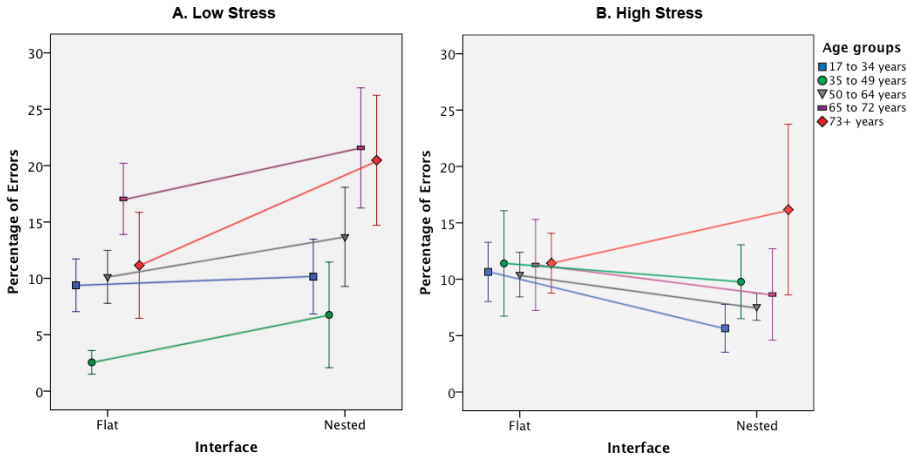 A. Low Stress
Percentage of Errors
30
25
20
15
10
5
0
Flat
Nested
Interface
B. High Stress
Percentage of Errors
30
25
20
15
10
5
0
Flat
Nested
Interface
Age groups
17 to 34 years
35 to 49 years
50 to 64 years
65 to 72 years
73+ years